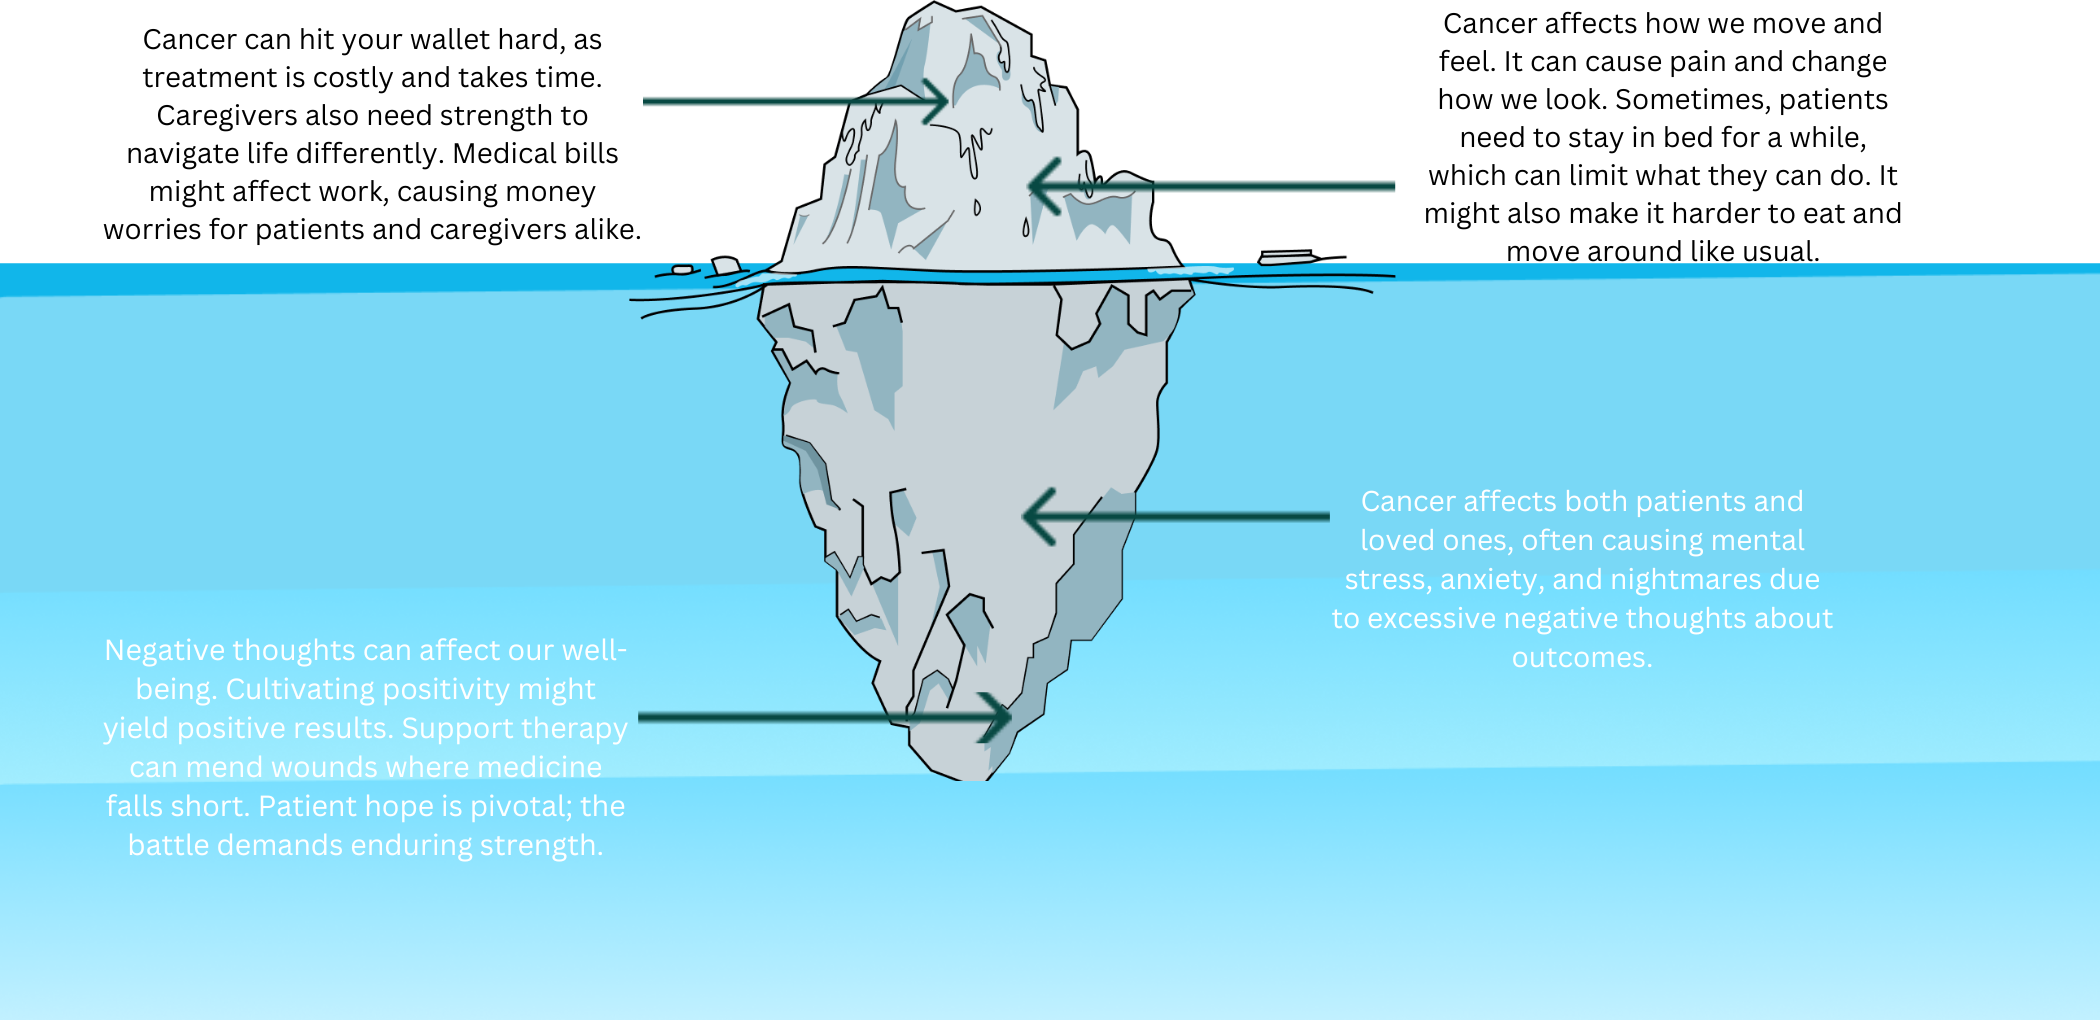 Cancer can hit your wallet hard, as
treatment is costly and takes time.
Caregivers also need strength to
navigate life differently. Medical bills
might affect work, causing money
worries for patients and caregivers alike.
Cancer affects how we move and
feel. It can cause pain and change
how we look. Sometimes, patients
need to stay in bed for a while,
which can limit what they can do. It
might also make it harder to eat and
move around like usual.
Cancer affects both patients and
loved ones, often causing mental
stress, anxiety, and nightmares due
to excessive negative thoughts about
outcomes.
Negative thoughts can affect our well-
being. Cultivating positivity might
yield positive results. Support therapy
can mend wounds where medicine
falls short. Patient hope is pivotal; the
battle demands enduring strength.